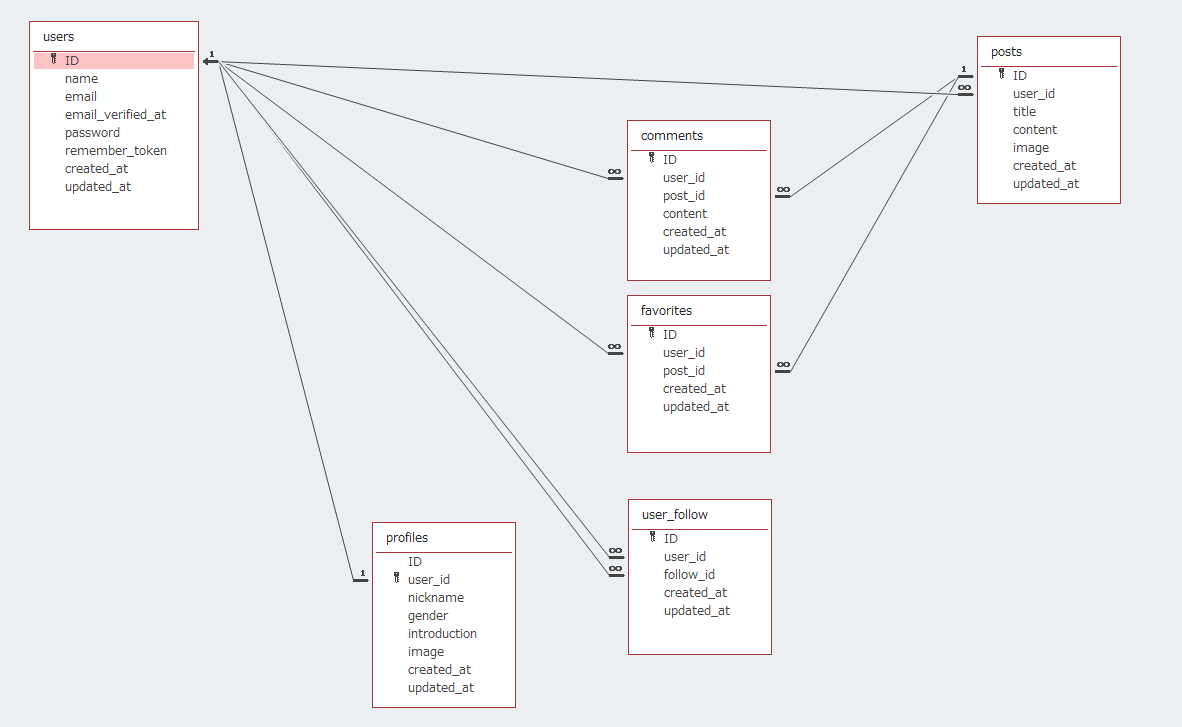 users
ID
name
email
email_verified_at
password
remember_token
created_at
updated_at
1
posts
1
ID
∞
user_id
title
content
image
created_at
updated_at
comments
ID
∞
user_id
∞
post_id
content
created_at
updated_at
favorites
ID
∞
user_id
∞
post_id
created_at
updated_at
user_follow
ID
∞
user_id
∞
follow_id
created_at
updated_at
profiles
ID
1
user_id
nickname
gender
introduction
image
created_at
updated_at